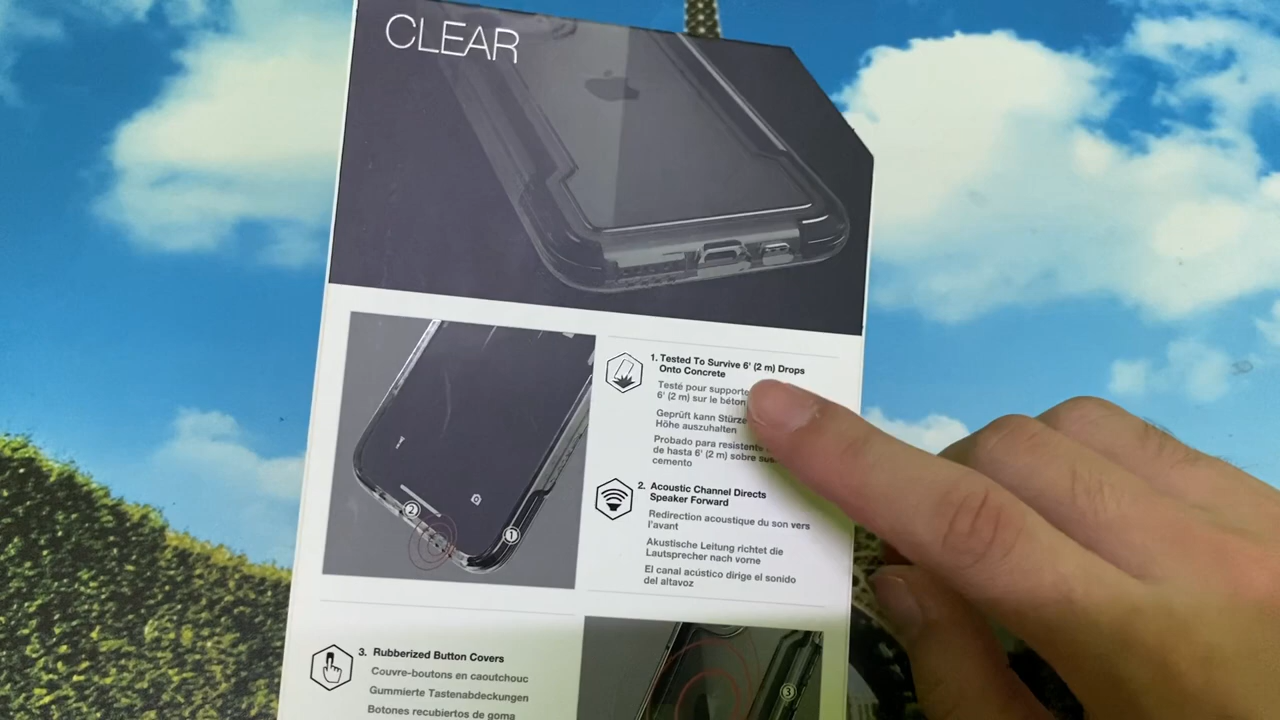 CLEAR
1. Tested To Survive 6' (2 m) Drops
Onto Concrete
Testé pour
6' (2 m) sur le béton
Geprüft kann
Höhe auszuhalten
Probado para
de hasta 6' (2 m) sobre
cemento
2. Acoustic Channel Directs
Speaker Forward
Redirection acoustique du son vers
l'avant
Akustische Leitung richtet die
Lautsprecher nach vorne
El canal acústico dirige el sonido
del altavoz
2
1
3. Rubberized Button Covers
Couvre-boutons en caoutchouc
Gummierte Tastenabdeckungen
Botones recubiertos de goma
3